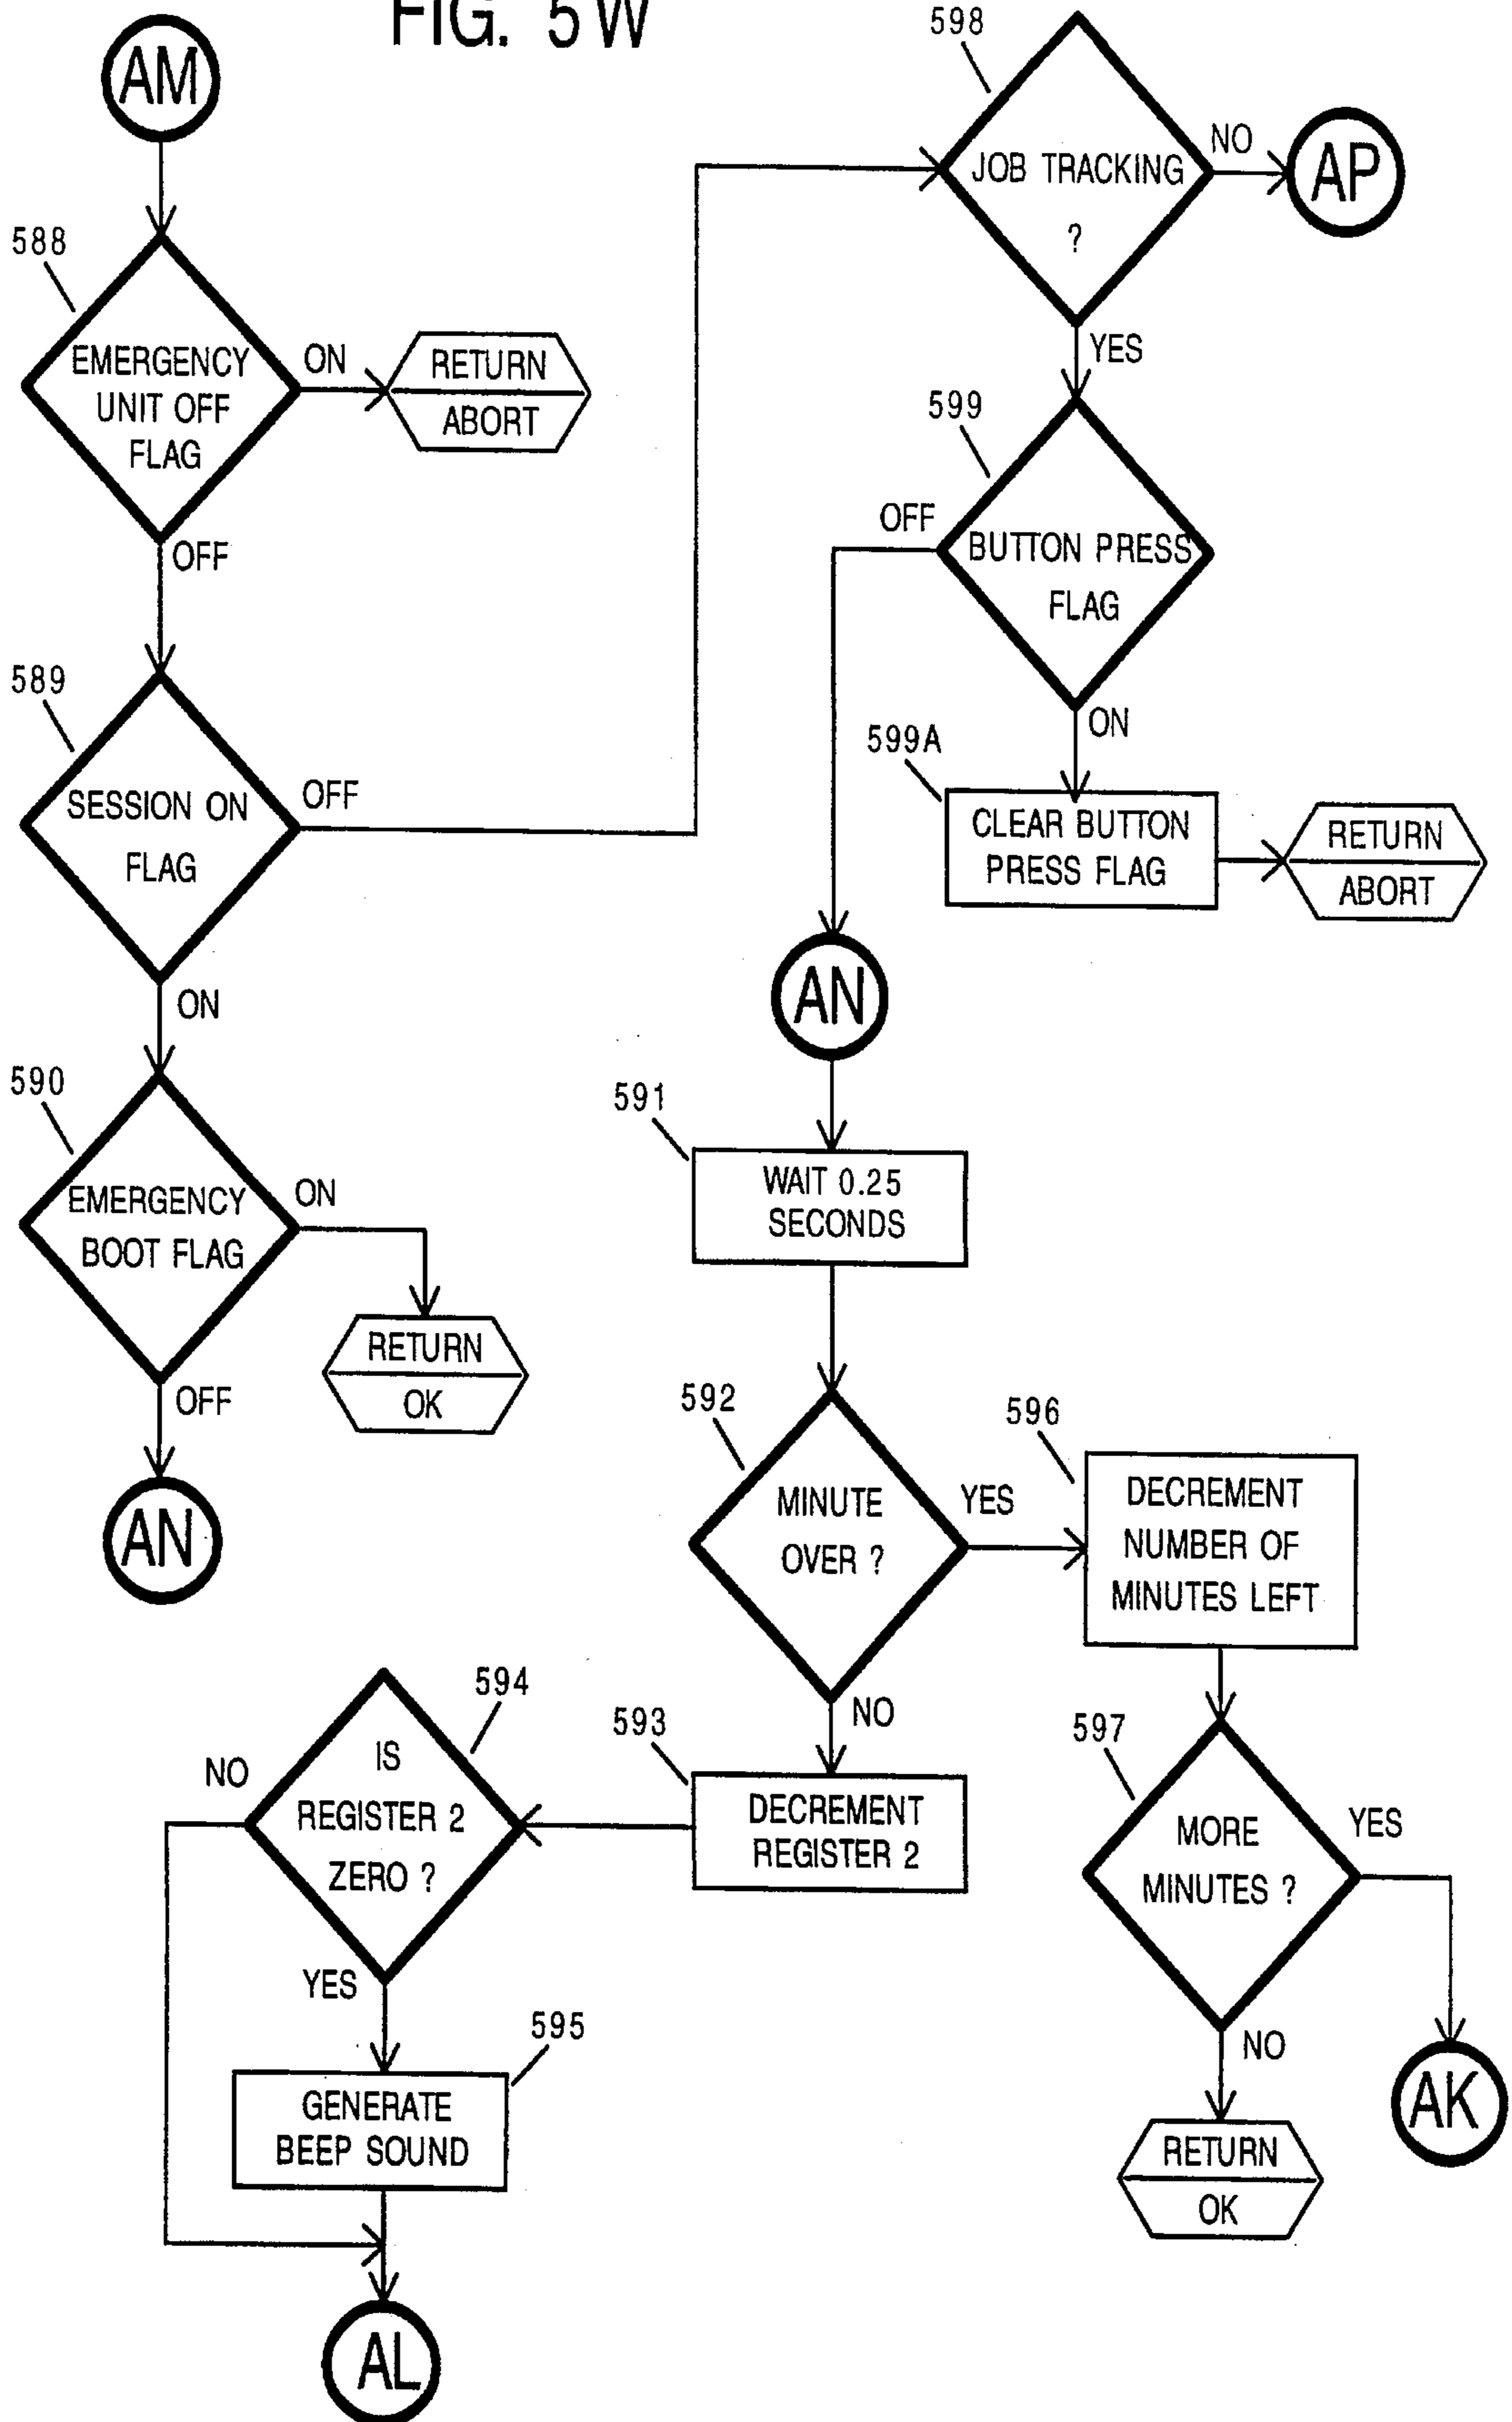 FIG. 5W
AM
588
EMERGENCY
UNIT OFF
FLAG
ON
RETURN
ABORT
OFF
589
SESSION ON
FLAG
OFF
ON
590
EMERGENCY
BOOT FLAG
ON
RETURN
OK
OFF
AN
598
JOB TRACKING
?
NO
AP
YES
599
BUTTON PRESS
FLAG
OFF
ON
599A
CLEAR BUTTON
PRESS FLAG
RETURN
ABORT
AN
591
WAIT 0.25
SECONDS
592
MINUTE
OVER ?
YES
596
DECREMENT
NUMBER OF
MINUTES LEFT
NO
593
DECREMENT
REGISTER 2
594
IS
REGISTER 2
ZERO ?
NO
YES
595
GENERATE
BEEP SOUND
AL
597
MORE
MINUTES ?
YES
AK
NO
RETURN
OK